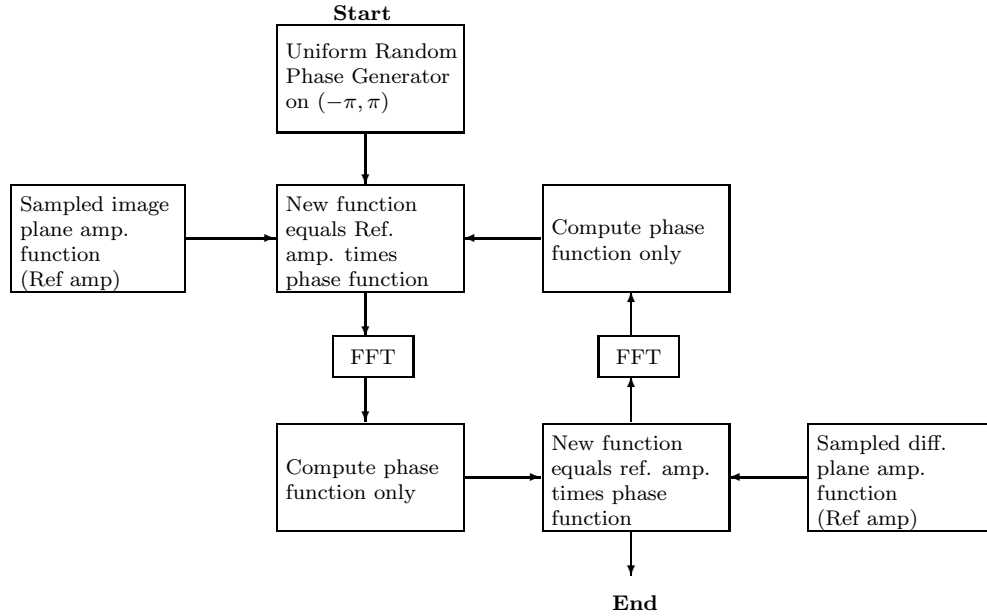 Start
Uniform Random
Phase Generator
on (−π, π)
Sampled image
plane amp.
function
(Ref amp)
New function
equals Ref.
amp. times
phase function
Compute phase
function only
FFT
FFT
Compute phase
function only
New function
equals ref. amp.
times phase
function
Sampled diff.
plane amp.
function
(Ref amp)
End